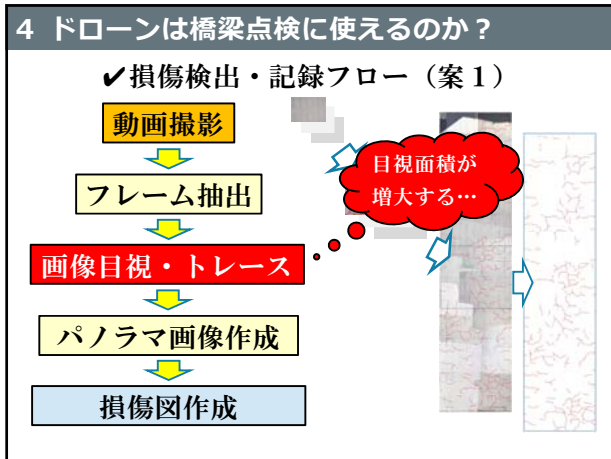 4 ドローンは橋梁点検に使えるのか？
✔損傷検出・記録フロー（案１）
動画撮影
フレーム抽出
画像目視・トレース
パノラマ画像作成
損傷図作成
目視面積が
増大する…